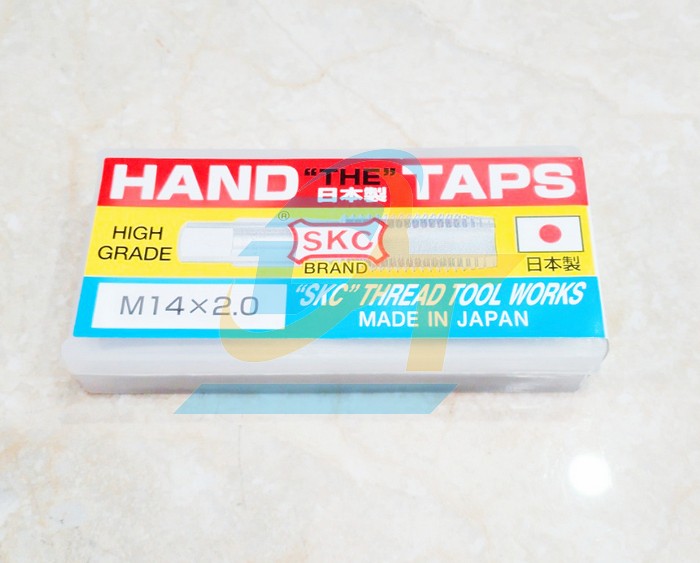 HAND "THE" TAPS
日本製
HIGH
GRADE
®
SKC
BRAND
日本製
M14×2.0
"SKC" THREAD TOOL WORKS
MADE IN JAPAN